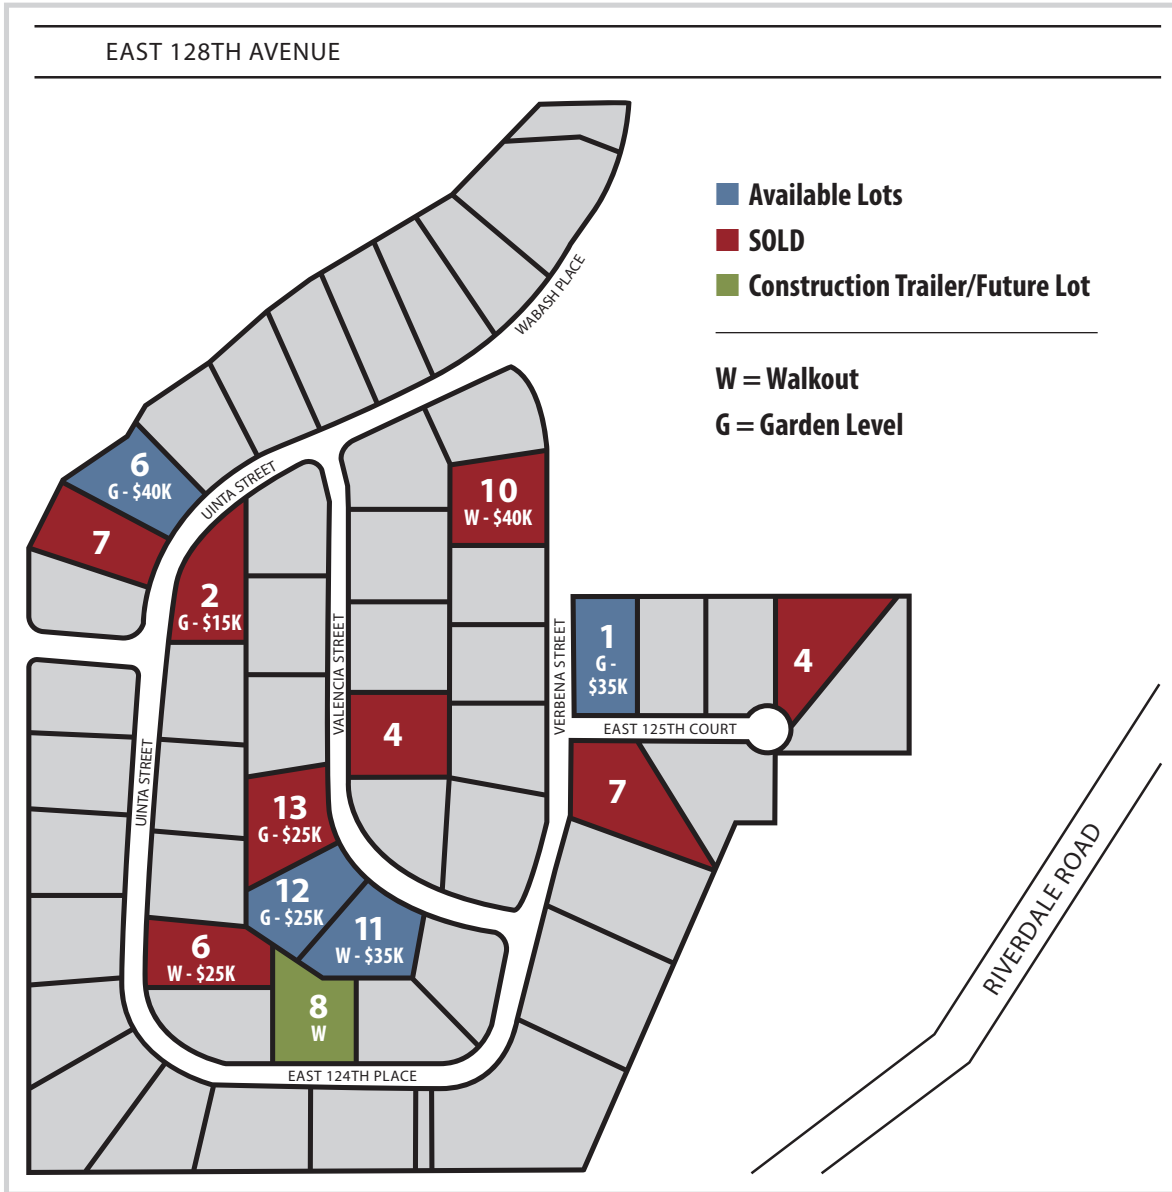 EAST 128TH AVENUE
Available Lots
SOLD
Construction Trailer/Future Lot
W = Walkout
G = Garden Level
WABASH PLACE
6
G - $40K
UINTA STREET
7
10
W - $40K
2
G - $15K
VALENCIA STREET
VERBENA STREET
1
G -
$35K
4
4
EAST 125TH COURT
UINTA STREET
7
13
G - $25K
12
G - $25K
11
W - $35K
6
W - $25K
8
W
EAST 124TH PLACE
RIVERDALE ROAD